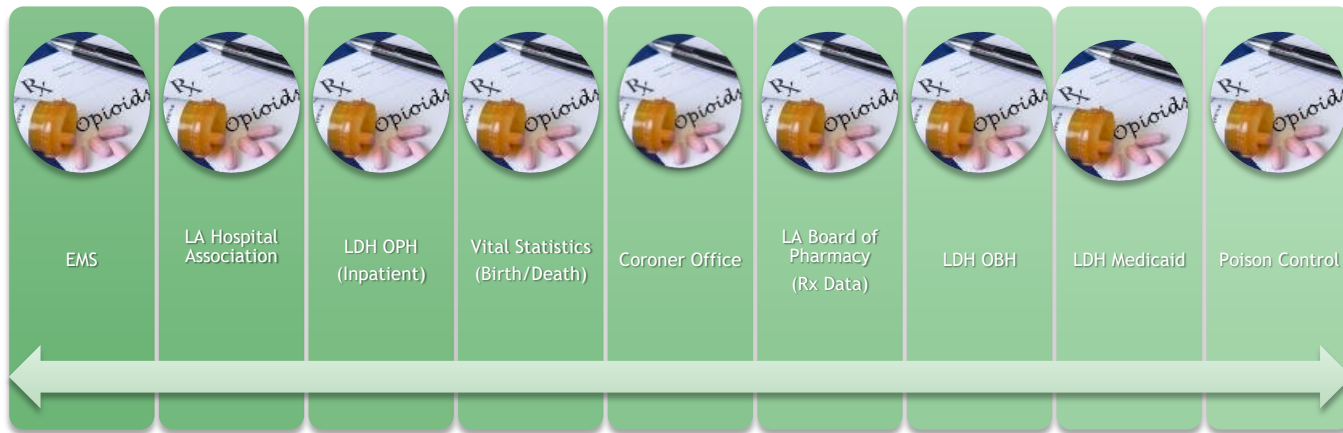 Rx
Opioids
EMS
Rx
Opioids
LA Hospital
Association
Rx
Opioids
LDH OPH
(Inpatient)
Rx
Opioids
Vital Statistics
(Birth/Death)
Rx
Opioids
Coroner Office
Rx
Opioids
LA Board of
Pharmacy
(Rx Data)
Rx
Opioids
LDH OBH
Rx
Opioids
LDH Medicaid
Rx
Opioids
Poison Control